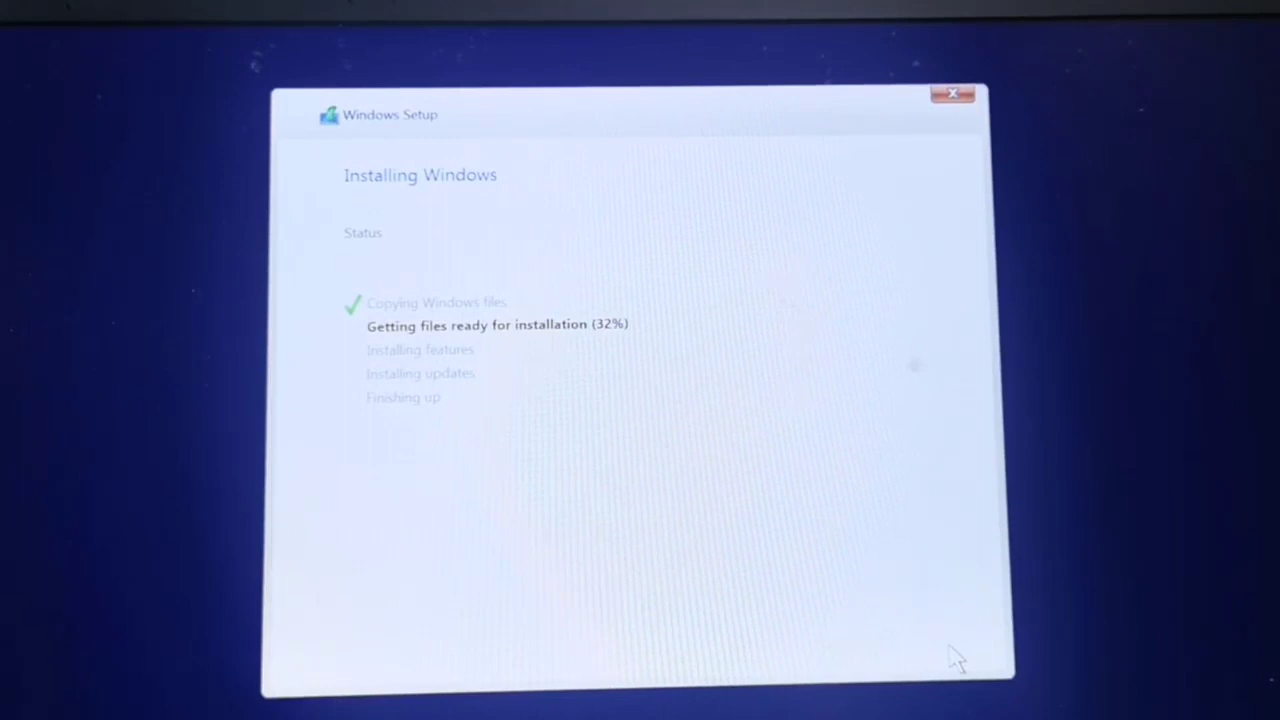 Windows Setup
Installing Windows
Status
Copying Windows files
Getting files ready for installation (32%)
Installing features
Installing updates
Finishing up